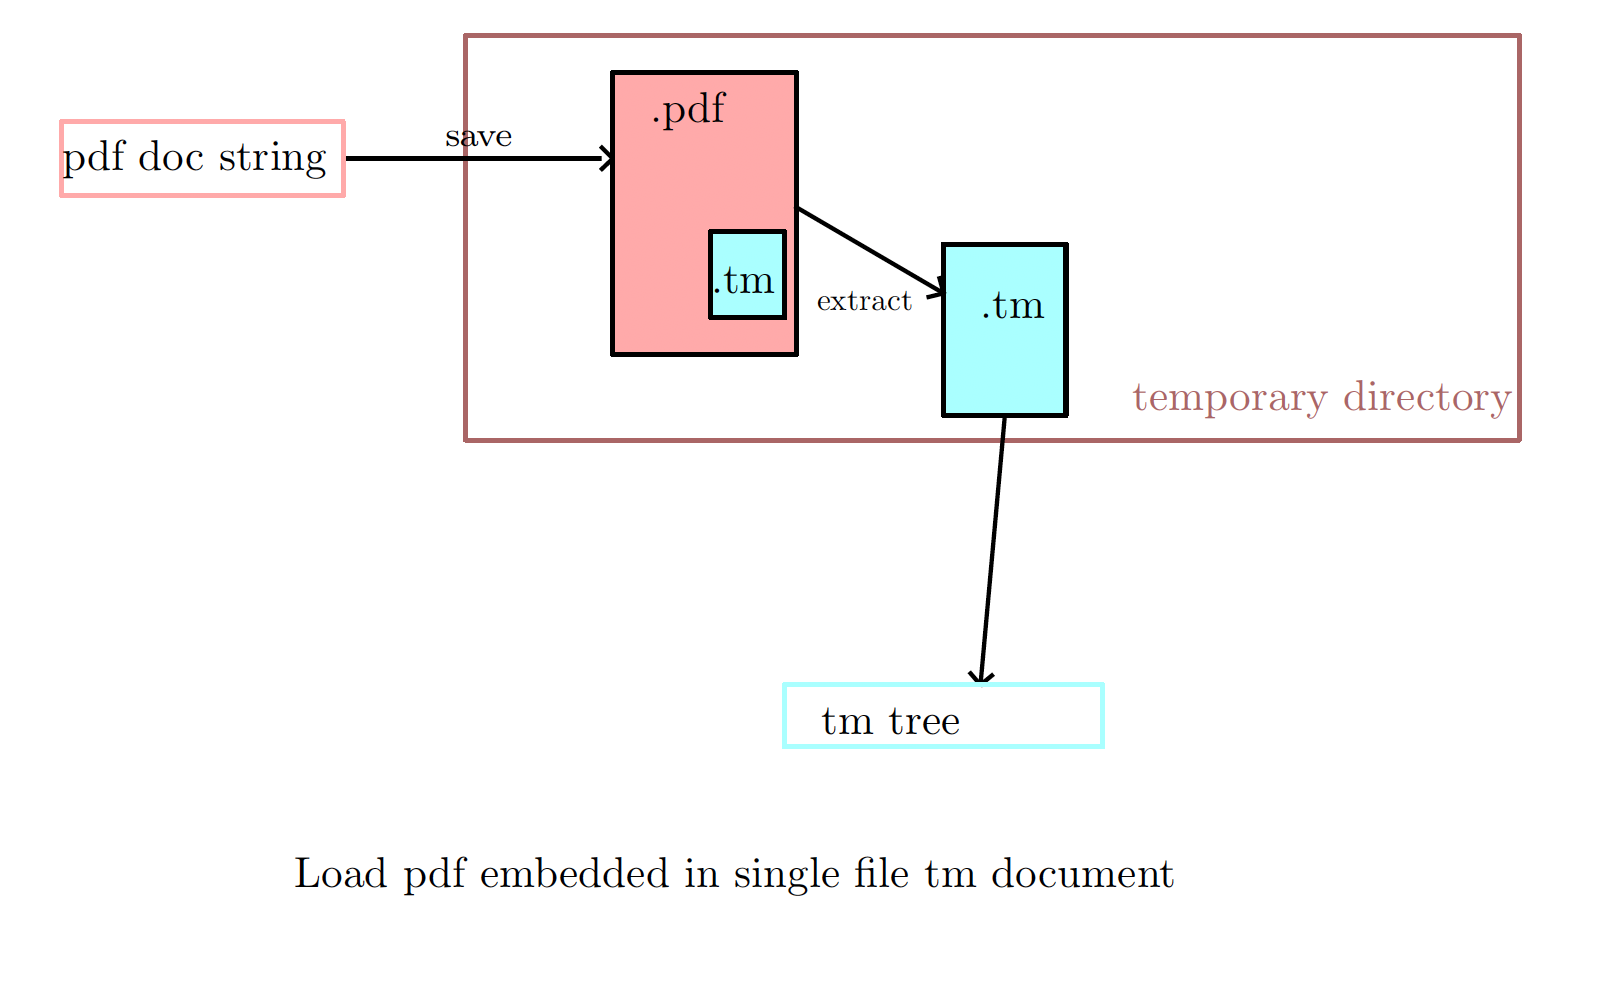 .pdf
save
pdf doc string
.tm
extract
.tm
temporary directory
tm tree
Load pdf embedded in single file tm document